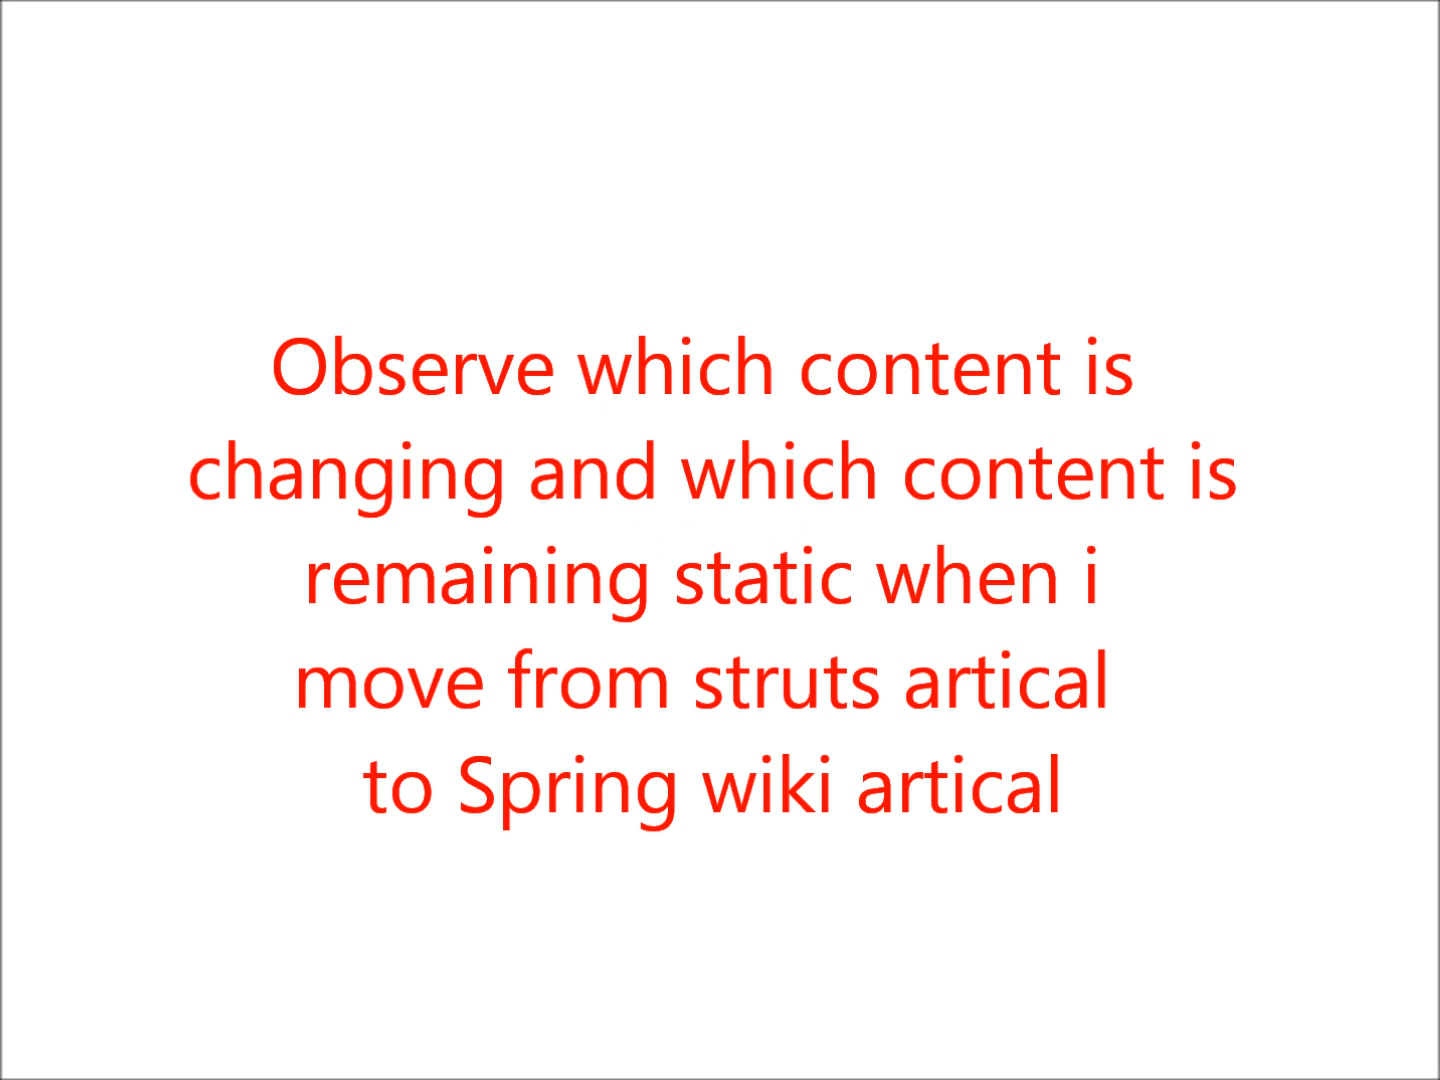 Observe which content is
changing and which content is
remaining static when i
move from struts artical
to Spring wiki artical